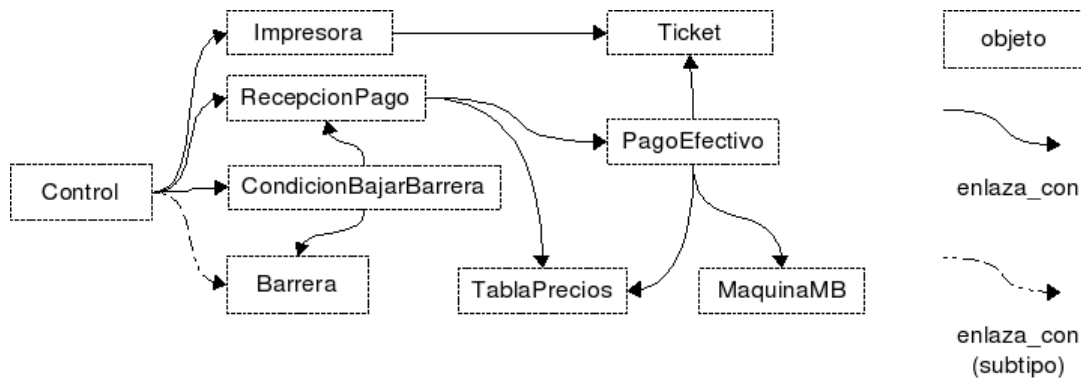 Impresora
Ticket
objeto
RecepcionPago
PagoEfectivo
Control
CondicionBajarBarrera
enlaza_con
Barrera
TablaPrecios
MaquinaMB
enlaza_con
(subtipo)